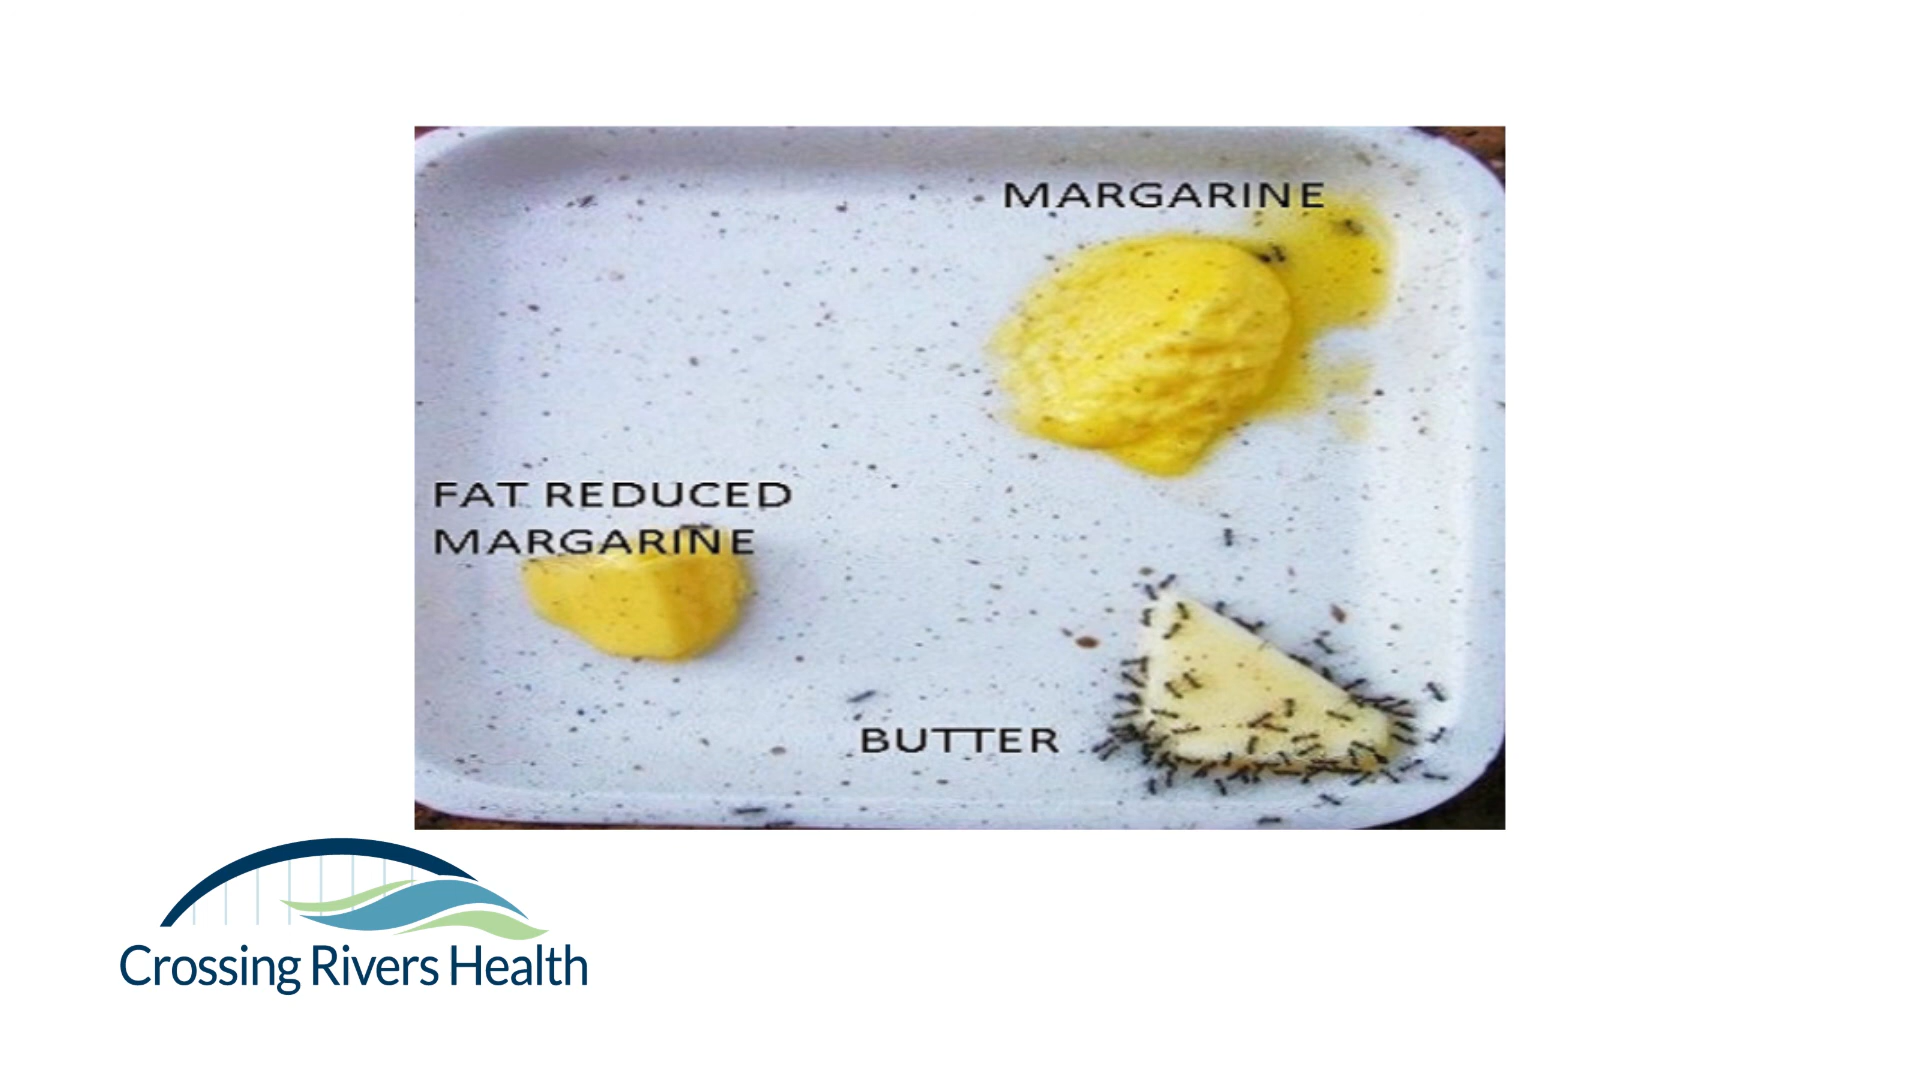 MARGARINE
FAT REDUCED
MARGARINE
BUTTER
Crossing Rivers Health